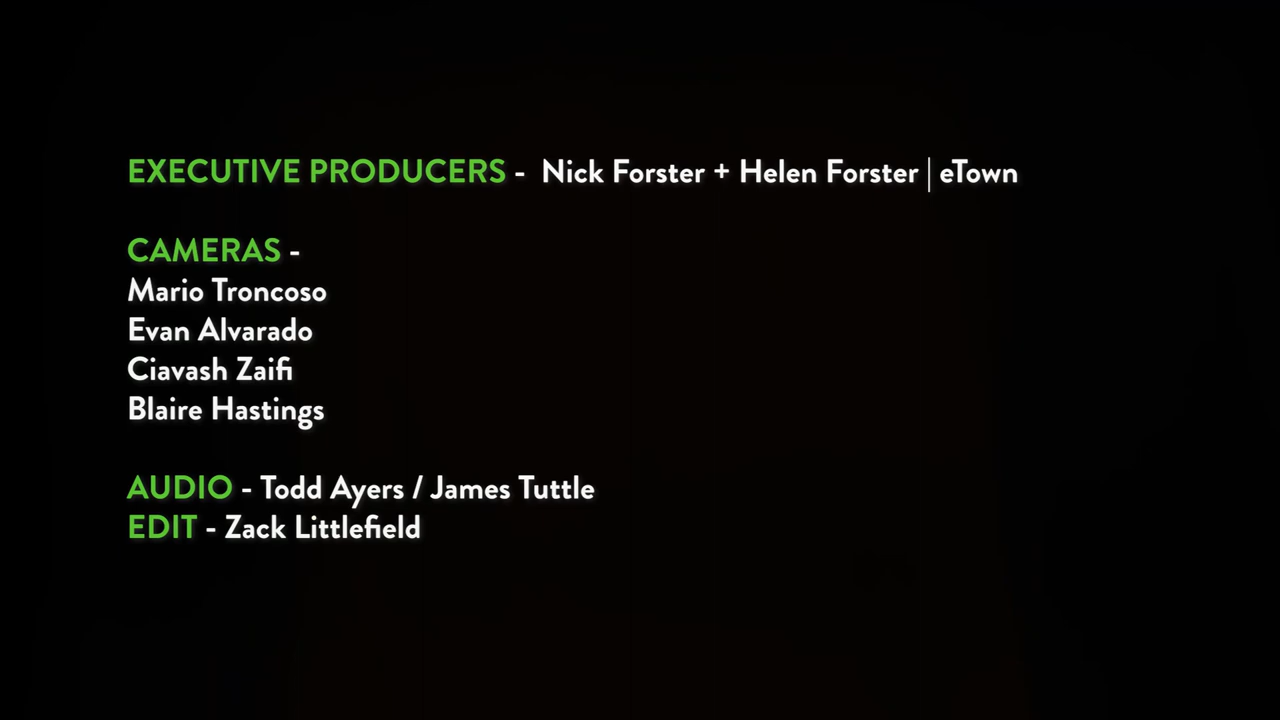 EXECUTIVE PRODUCERS - Nick Forster + Helen Forster | eTown
CAMERAS -
Mario Troncoso
Evan Alvarado
Ciavash Zaifi
Blaire Hastings
AUDIO - Todd Ayers / James Tuttle
EDIT - Zack Littlefield